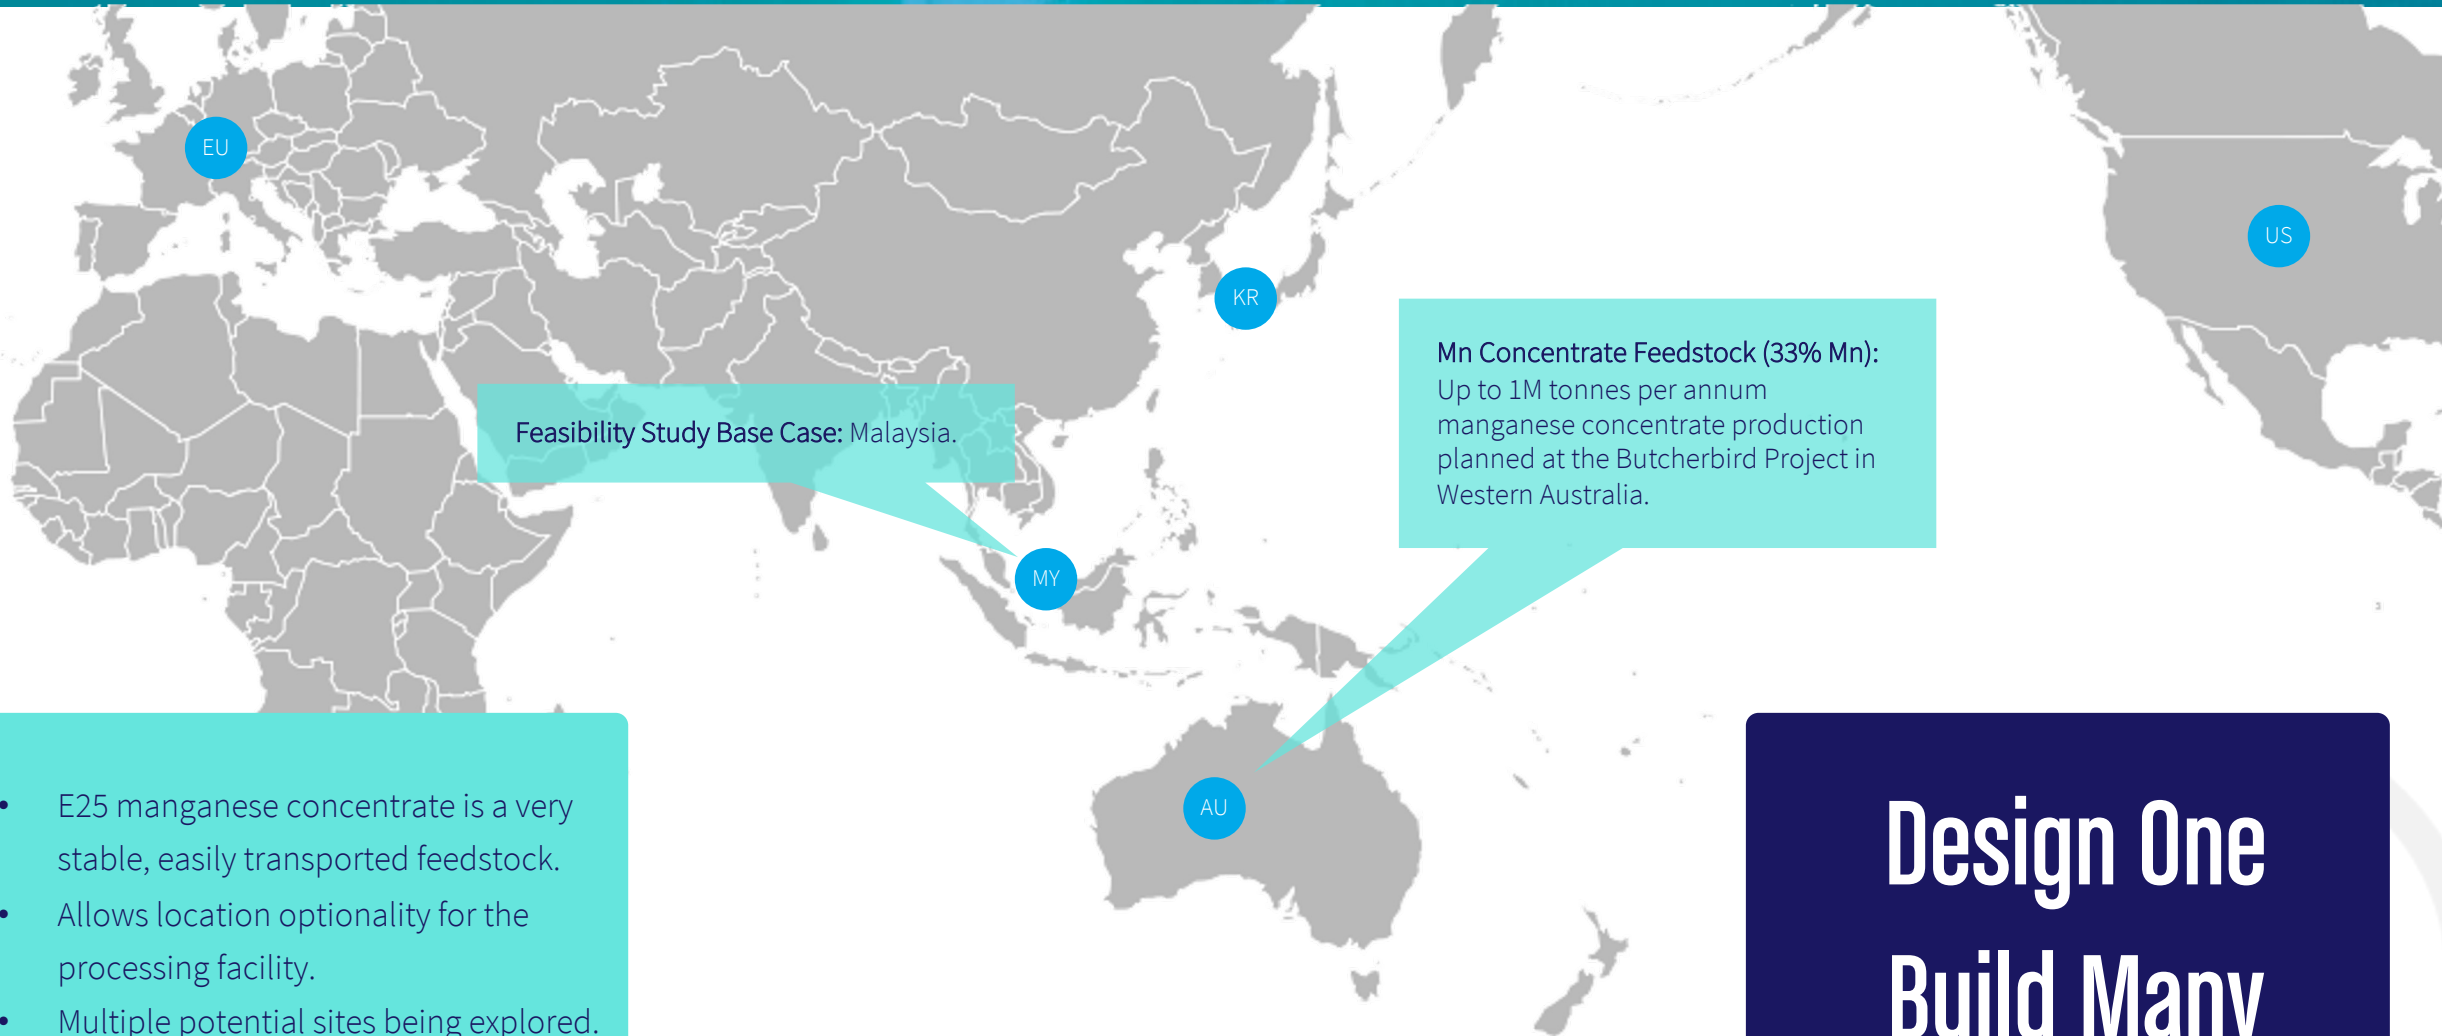 EU
US
KR
Mn Concentrate Feedstock (33% Mn):
Up to 1M tonnes per annum
manganese concentrate production
planned at the Butcherbird Project in
Western Australia.
Feasibility Study Base Case: Malaysia.
MY
AU
• E25 manganese concentrate is a very
stable, easily transported feedstock.
• Allows location optionality for the
processing facility.
• Multiple potential sites being explored.
Design One
Build Many